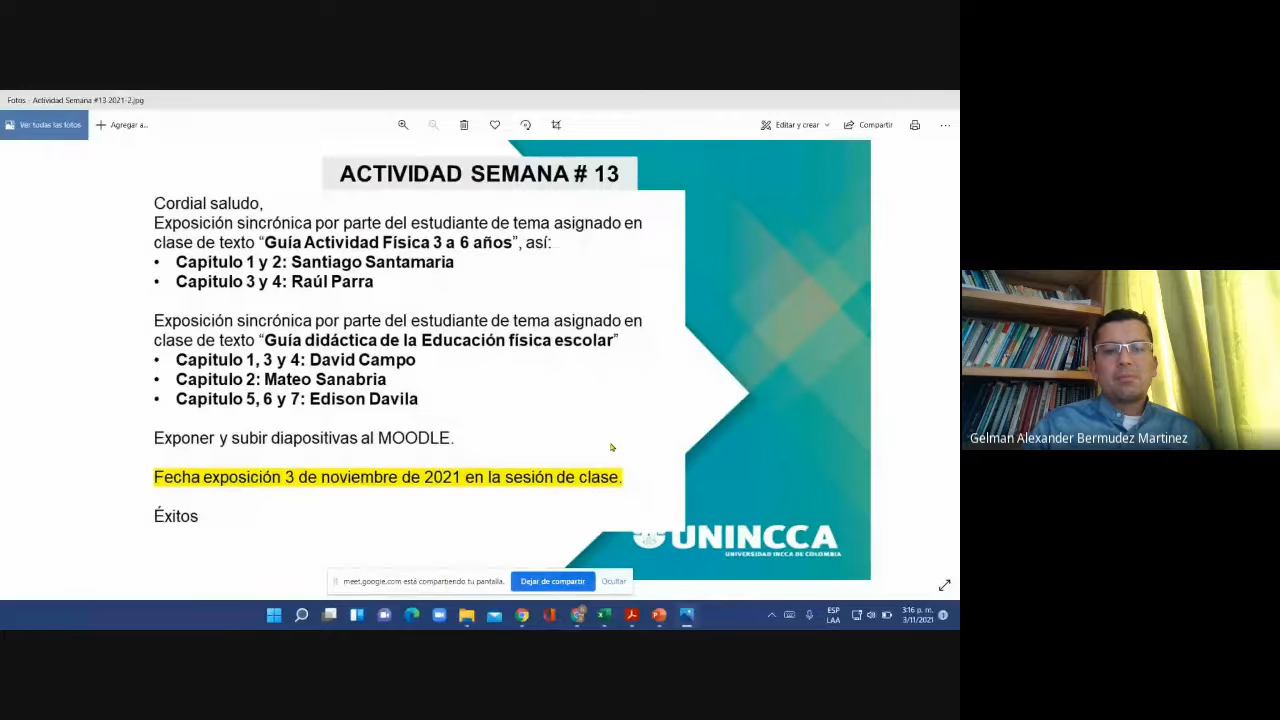 Fotos - Actividad Semana #13 2021-2.jpg
Ver todas las fotos
Agregar a..
Editar y crear
Compartir
ACTIVIDAD SEMANA # 13
Cordial saludo,
Exposición sincrónica por parte del estudiante de tema asignado en
clase de texto “Guía Actividad Física 3 a 6 años”, así:
• Capitulo 1 y 2: Santiago Santamaria
• Capitulo 3 y 4: Raúl Parra
Exposición sincrónica por parte del estudiante de tema asignado en
clase de texto “Guía didáctica de la Educación física escolar”
• Capitulo 1, 3 y 4: David Campo
• Capitulo 2: Mateo Sanabria
• Capitulo 5, 6 y 7: Edison Davila
Exponer y subir diapositivas al MOODLE.
Fecha exposición 3 de noviembre de 2021 en la sesión de clase.
Éxitos
UNINCCA
UNIVERSIDAD INCCA DE COLOMBIA
meet.google.com está compartiendo tu pantalla.
Dejar de compartir
Ocultar
ESP
LAA
3:16 p. m.
3/11/2021
1
Gelman Alexander Bermudez Martinez